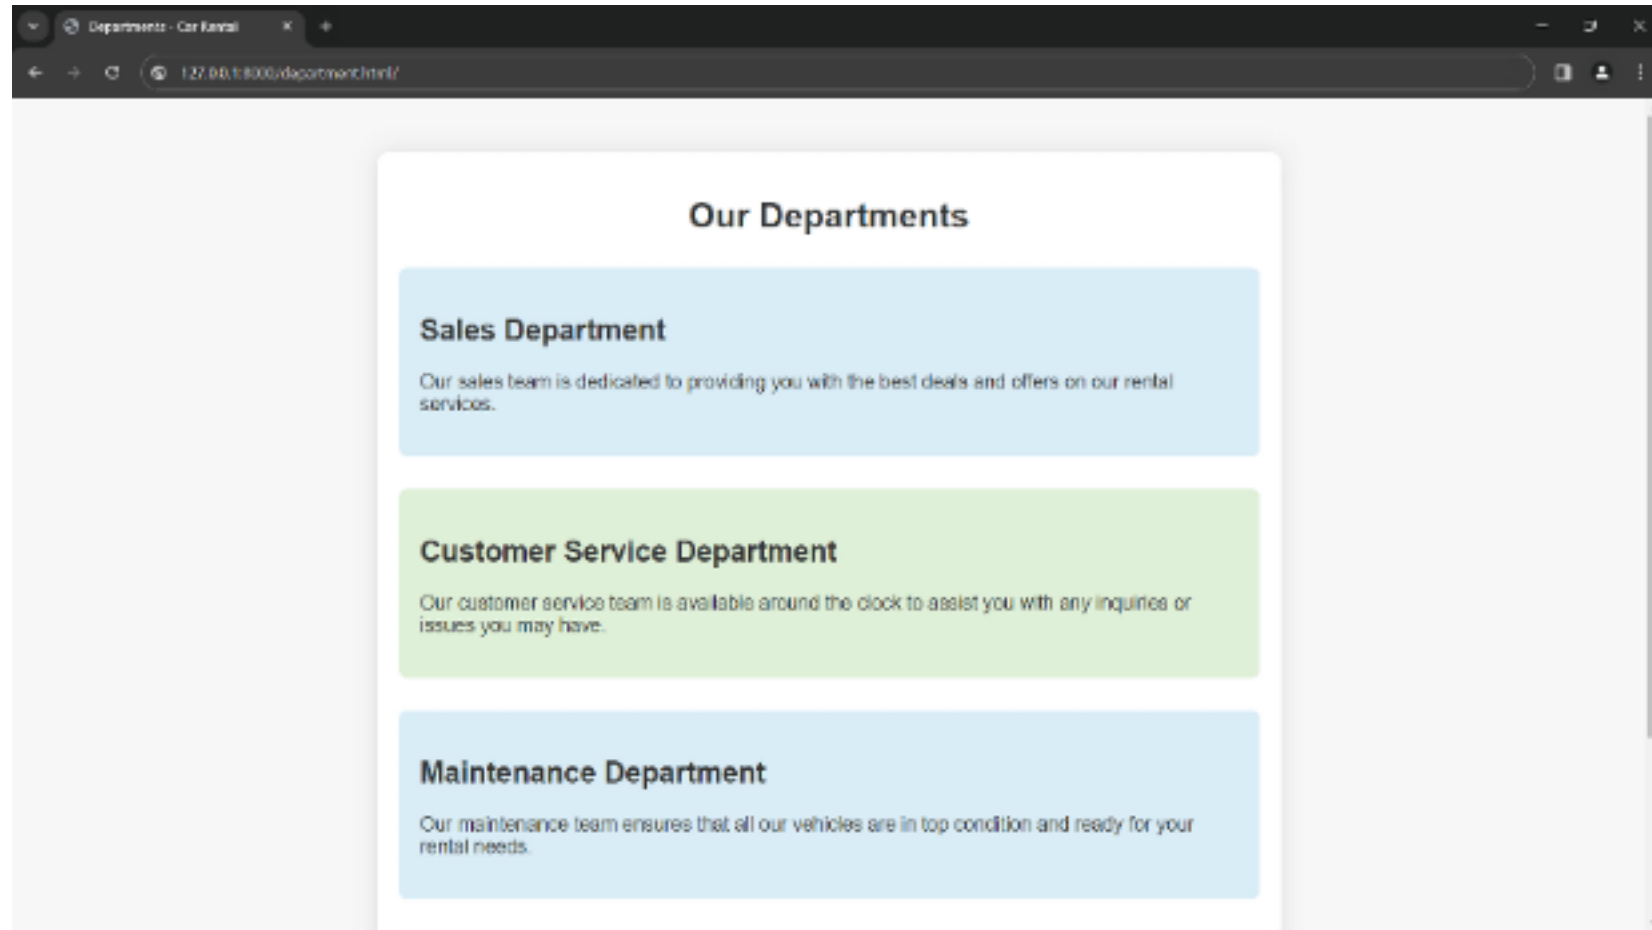 Departments - Car Rental
127.0.0.1:8000/department.html/
Our Departments
Sales Department
Our sales team is dedicated to providing you with the best deals and offers on our rental
services.
Customer Service Department
Our customer service team is available around the clock to assist you with any inquiries or
issues you may have.
Maintenance Department
Our maintenance team ensures that all our vehicles are in top condition and ready for your
rental needs.